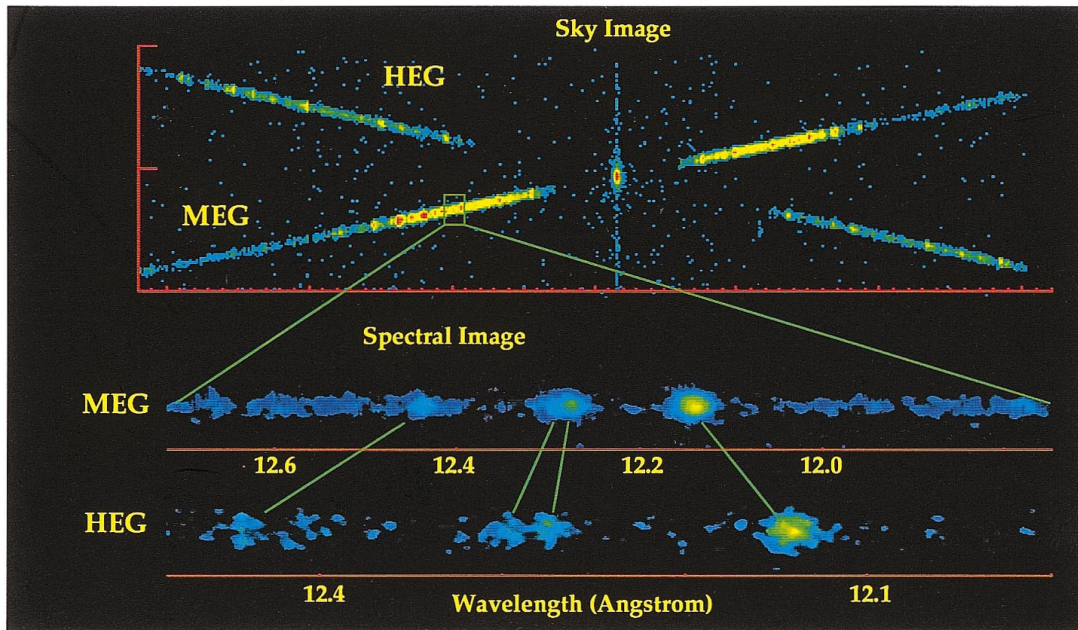 Sky Image
HEG
MEG
Spectral Image
MEG
12.6 12.4 12.2 12.0
HEG
12.4 12.1
Wavelength (Angstrom)